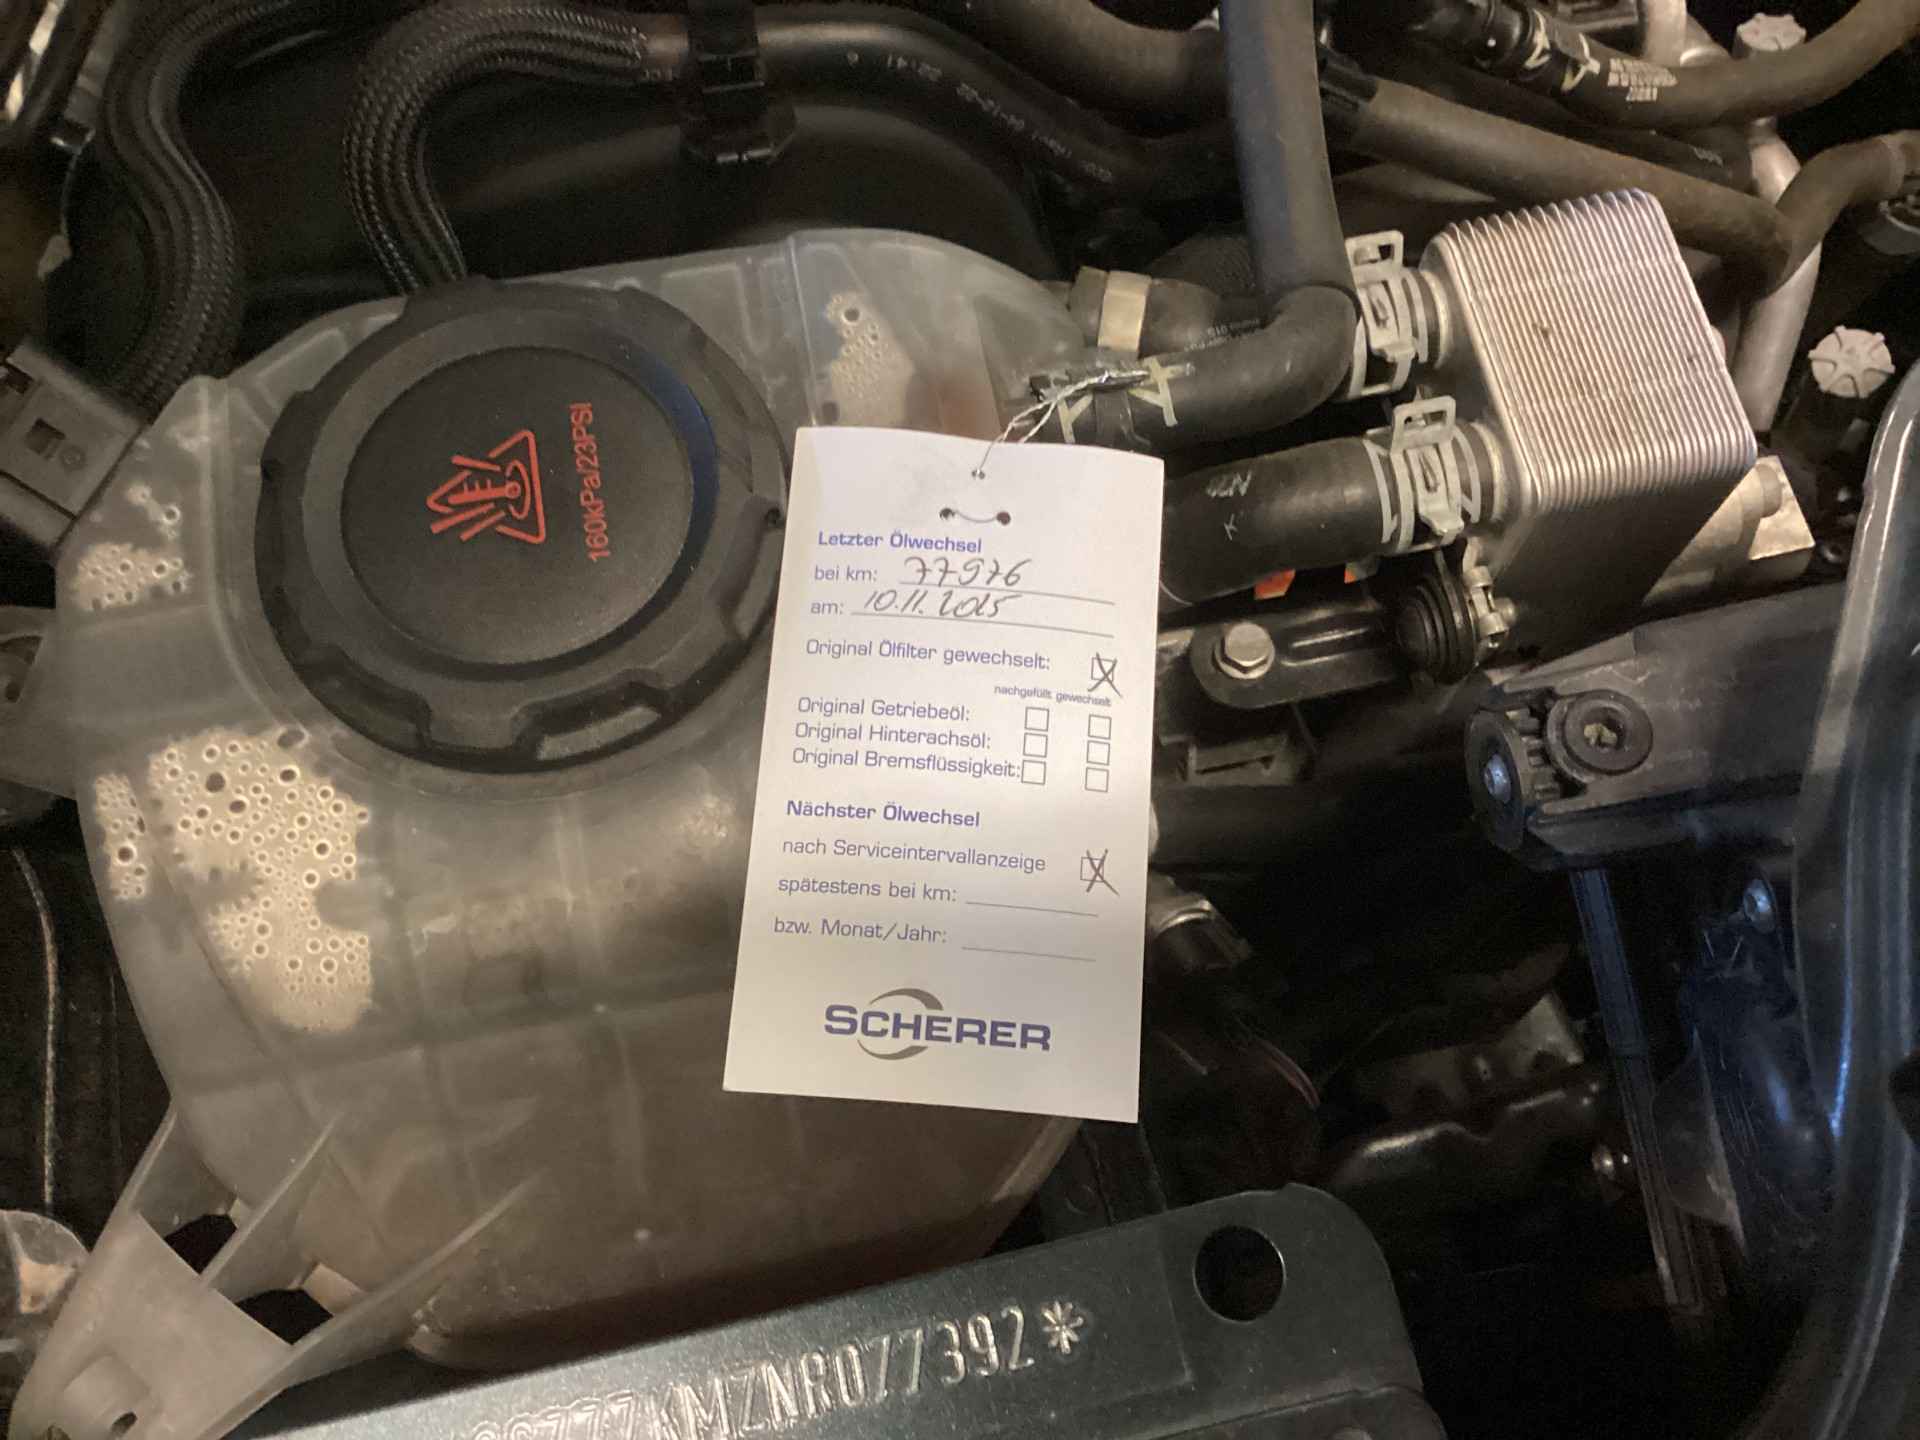 160kPa/23PSI
Letzter Ölwechsel
bei km: 77976
am: 10.11.2025
Original Ölfilter gewechselt:
nachgefüllt gewechselt
Original Getriebeöl:
Original Hinterachsöl:
Original Bremsflüssigkeit:
Nächster Ölwechsel
nach Serviceintervallanzeige
spätestens bei km:
bzw. Monat/Jahr:
SCHERER
ZZZKMZNR077392*